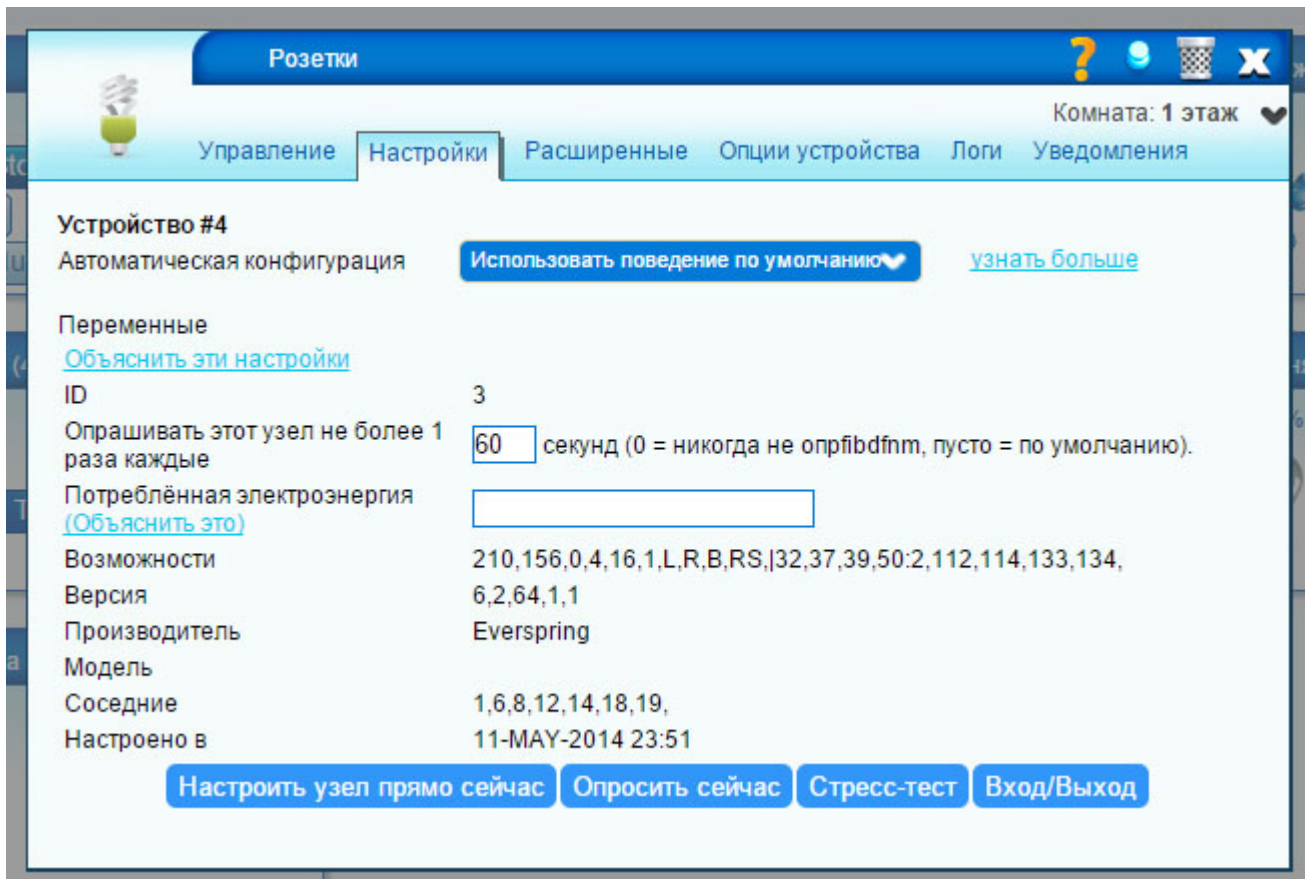 Розетки
Комната: 1 этаж
Управление Настройки Расширенные Опции устройства Логи Уведомления
Устройство #4
Автоматическая конфигурация Использовать поведение по умолчанию узнать больше
Переменные
Объяснить эти настройки
ID 3
Опрашивать этот узел не более 1
раза каждые 60 секунд (0 = никогда не опрfibdfnm, пусто = по умолчанию).
Потреблённая электроэнергия
(Объяснить это)
Возможности 210,156,0,4,16,1,L,R,B,RS,|32,37,39,50:2,112,114,133,134,
Версия 6,2,64,1,1
Производитель Everspring
Модель
Соседние 1,6,8,12,14,18,19,
Настроено в 11-MAY-2014 23:51
Настроить узел прямо сейчас Опросить сейчас Стресс-тест Вход/Выход